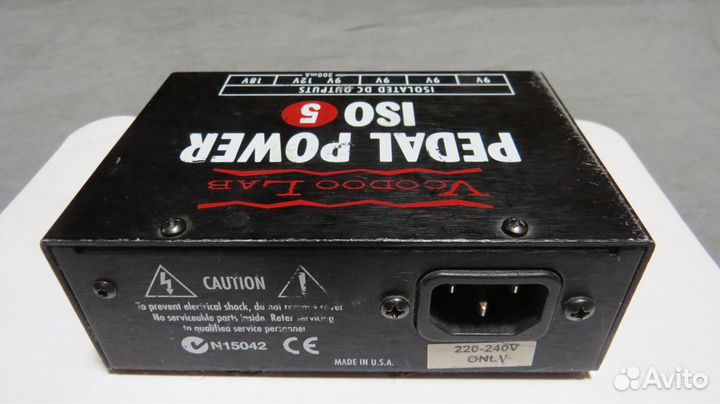 VOODOO LAB
PEDAL POWER
ISO 5
ISOLATED DC OUTPUTS
9V 9V 9V 9V 12V 18V
300mA
CAUTION
To prevent electrical shock, do not remove cover.
No serviceable parts inside. Refer servicing
to qualified service personnel
N15042 CE
MADE IN U.S.A.
220-240V
ONLY
Avito